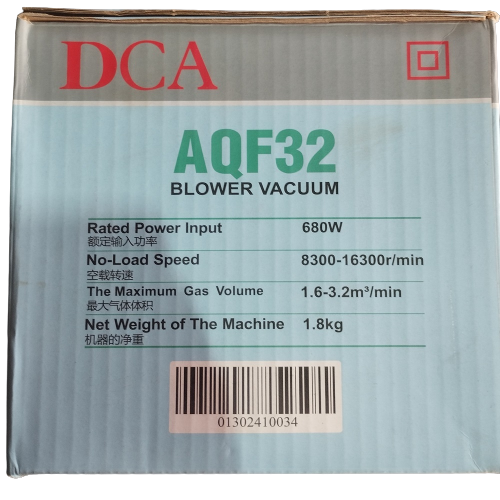 DCA
AQF32
BLOWER VACUUM
Rated Power Input 680W
额定输入功率
No-Load Speed 8300-16300r/min
空载转速
The Maximum Gas Volume 1.6-3.2m³/min
最大气体体积
Net Weight of The Machine 1.8kg
机器的净重
01302410034